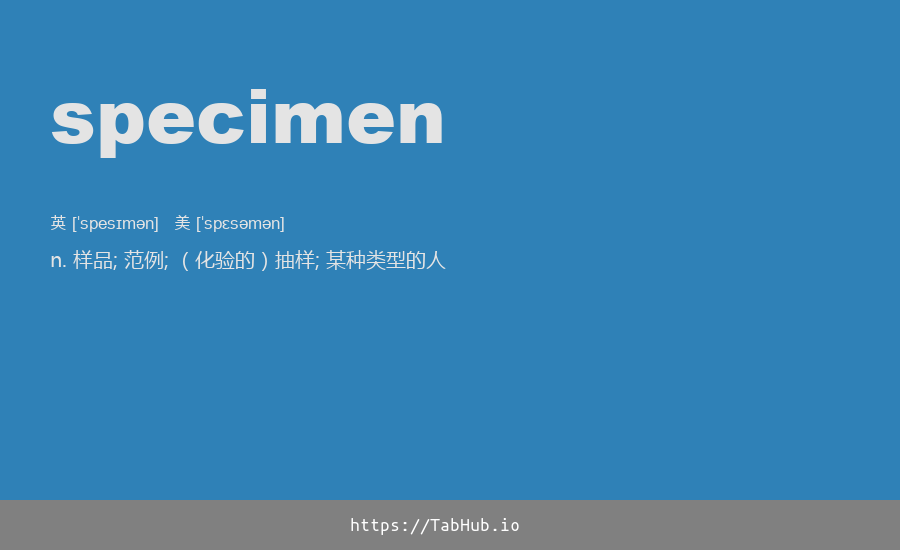 specimen
英 [ˈspesɪmən]   美 [ˈspɛsəmən]
n. 样品; 范例; （化验的）抽样; 某种类型的人
https://TabHub.io